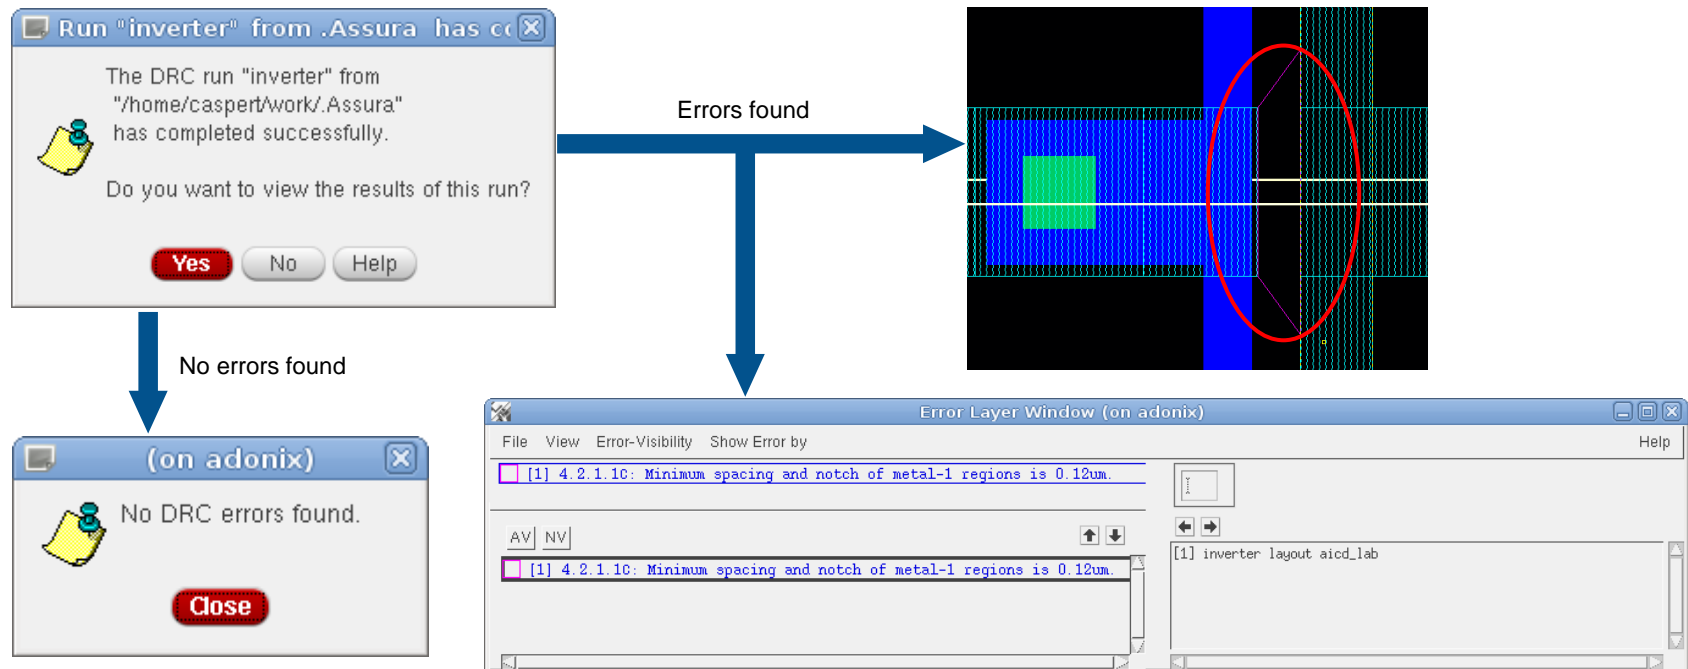 Run "inverter" from .Assura has co
The DRC run "inverter" from
"/home/caspert/work/.Assura"
has completed successfully.
Do you want to view the results of this run?
Yes No Help
Errors found
No errors found
(on adonix)
No DRC errors found.
Close
Error Layer Window (on adonix)
File View Error-Visibility Show Error by Help
[1] 4.2.1.1C: Minimum spacing and notch of metal-1 regions is 0.12um.
AV NV
[1] 4.2.1.1C: Minimum spacing and notch of metal-1 regions is 0.12um.
[1] inverter layout aicd_lab